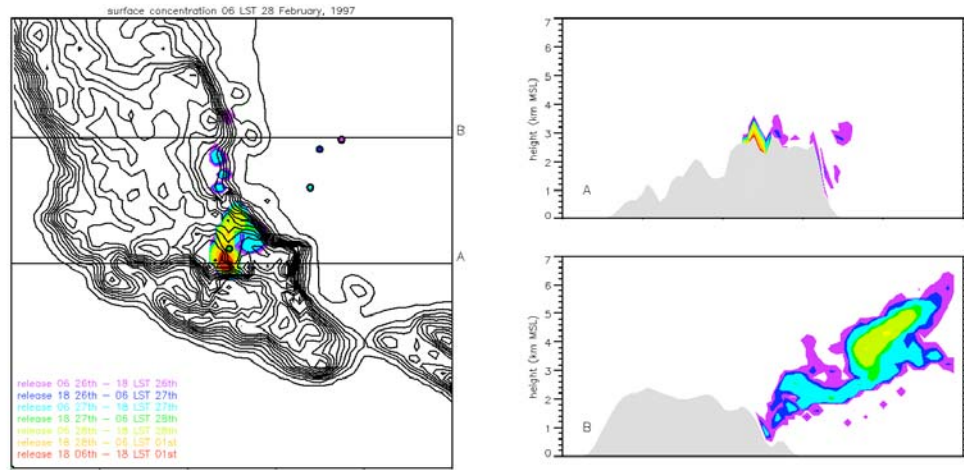 surface concentration 06 LST 28 February, 1997
B
A
release 06 26th – 18 LST 26th
release 18 26th – 06 LST 27th
release 06 27th – 18 LST 27th
release 18 27th – 06 LST 28th
release 06 28th – 18 LST 28th
release 18 28th – 06 LST 01st
release 18 06th – 18 LST 01st
height (km MSL)
7
6
5
4
3
2
1
0
A
height (km MSL)
7
6
5
4
3
2
1
0
B